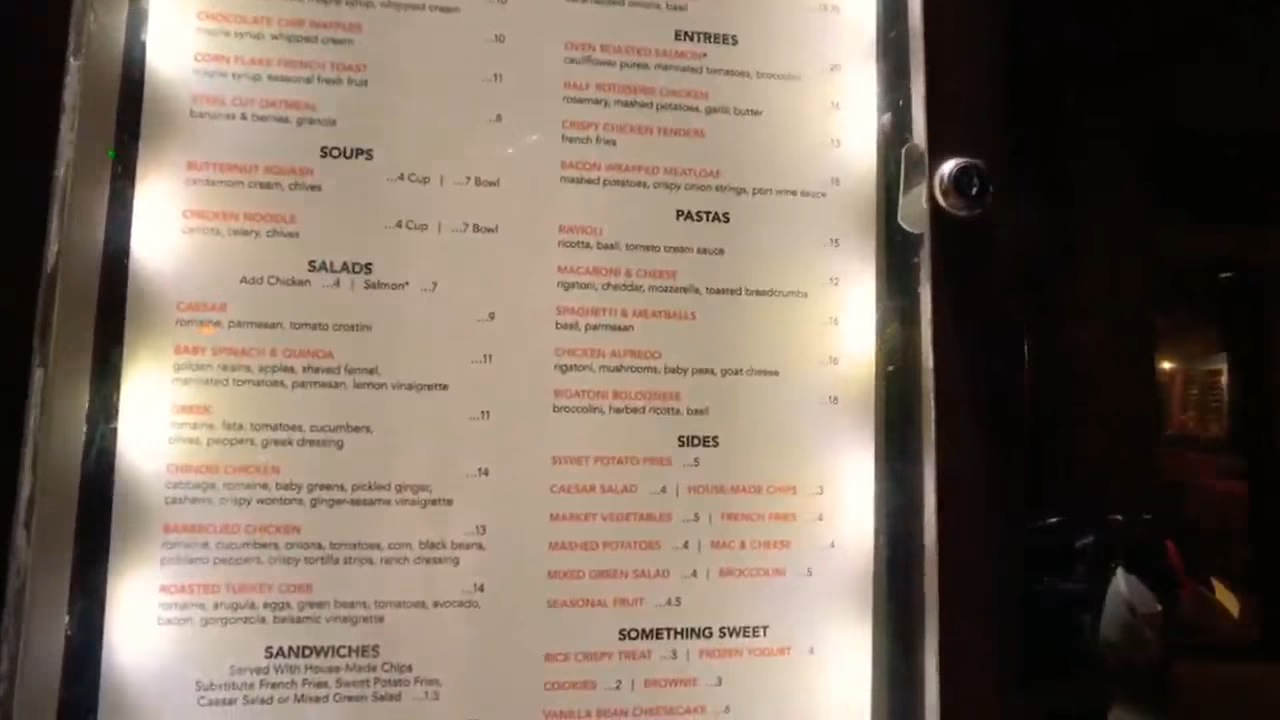 maple syrup, whipped cream
CHOCOLATE CHIP WAFFLES ...10
maple syrup, whipped cream
CORN FLAKE FRENCH TOAST ...11
maple syrup, seasonal fresh fruit
STEEL CUT OATMEAL ...8
bananas & berries, granola
SOUPS
BUTTERNUT SQUASH ...4 Cup | ...7 Bowl
cardamom cream, chives
CHICKEN NOODLE ...4 Cup | ...7 Bowl
carrots, celery, chives
SALADS
Add Chicken ...4 | Salmon* ...7
CAESAR ...9
romaine, parmesan, tomato crostini
BABY SPINACH & QUINOA ...11
golden raisins, apples, shaved fennel,
marinated tomatoes, parmesan, lemon vinaigrette
GREEK ...11
romaine, feta, tomatoes, cucumbers,
olives, peppers, greek dressing
CHINOIS CHICKEN ...14
cabbage, romaine, baby greens, pickled ginger,
cashews, crispy wontons, ginger-sesame vinaigrette
BARBECUED CHICKEN ...13
romaine, cucumbers, onions, tomatoes, corn, black beans,
poblano peppers, crispy tortilla strips, ranch dressing
ROASTED TURKEY COBB ...14
romaine, arugula, eggs, green beans, tomatoes, avocado,
bacon, gorgonzola, balsamic vinaigrette
SANDWICHES
Served With House-Made Chips
Substitute French Fries, Sweet Potato Fries,
Caesar Salad or Mixed Green Salad ...1.5
caramelized onions, basil
ENTREES
OVEN ROASTED SALMON* ...20
cauliflower puree, marinated tomatoes, broccolini
HALF ROTISSERIE CHICKEN ...16
rosemary, mashed potatoes, garlic butter
CRISPY CHICKEN TENDERS ...13
french fries
BACON WRAPPED MEATLOAF ...18
mashed potatoes, crispy onion strings, port wine sauce
PASTAS
RAVIOLI ...15
ricotta, basil, tomato cream sauce
MACARONI & CHEESE ...12
rigatoni, cheddar, mozzarella, toasted breadcrumbs
SPAGHETTI & MEATBALLS ...16
basil, parmesan
CHICKEN ALFREDO ...16
rigatoni, mushrooms, baby peas, goat cheese
RIGATONI BOLOGNESE ...18
broccolini, herbed ricotta, basil
SIDES
SWEET POTATO FRIES ...5
CAESAR SALAD ...4 | HOUSE-MADE CHIPS ...3
MARKET VEGETABLES ...5 | FRENCH FRIES ...4
MASHED POTATOES ...4 | MAC & CHEESE ...4
MIXED GREEN SALAD ...4 | BROCCOLINI ...5
SEASONAL FRUIT ...4.5
SOMETHING SWEET
RICE CRISPY TREAT ...3 | FROZEN YOGURT ...4
COOKIES ...2 | BROWNIE ...3
VANILLA BEAN CHEESECAKE ...6